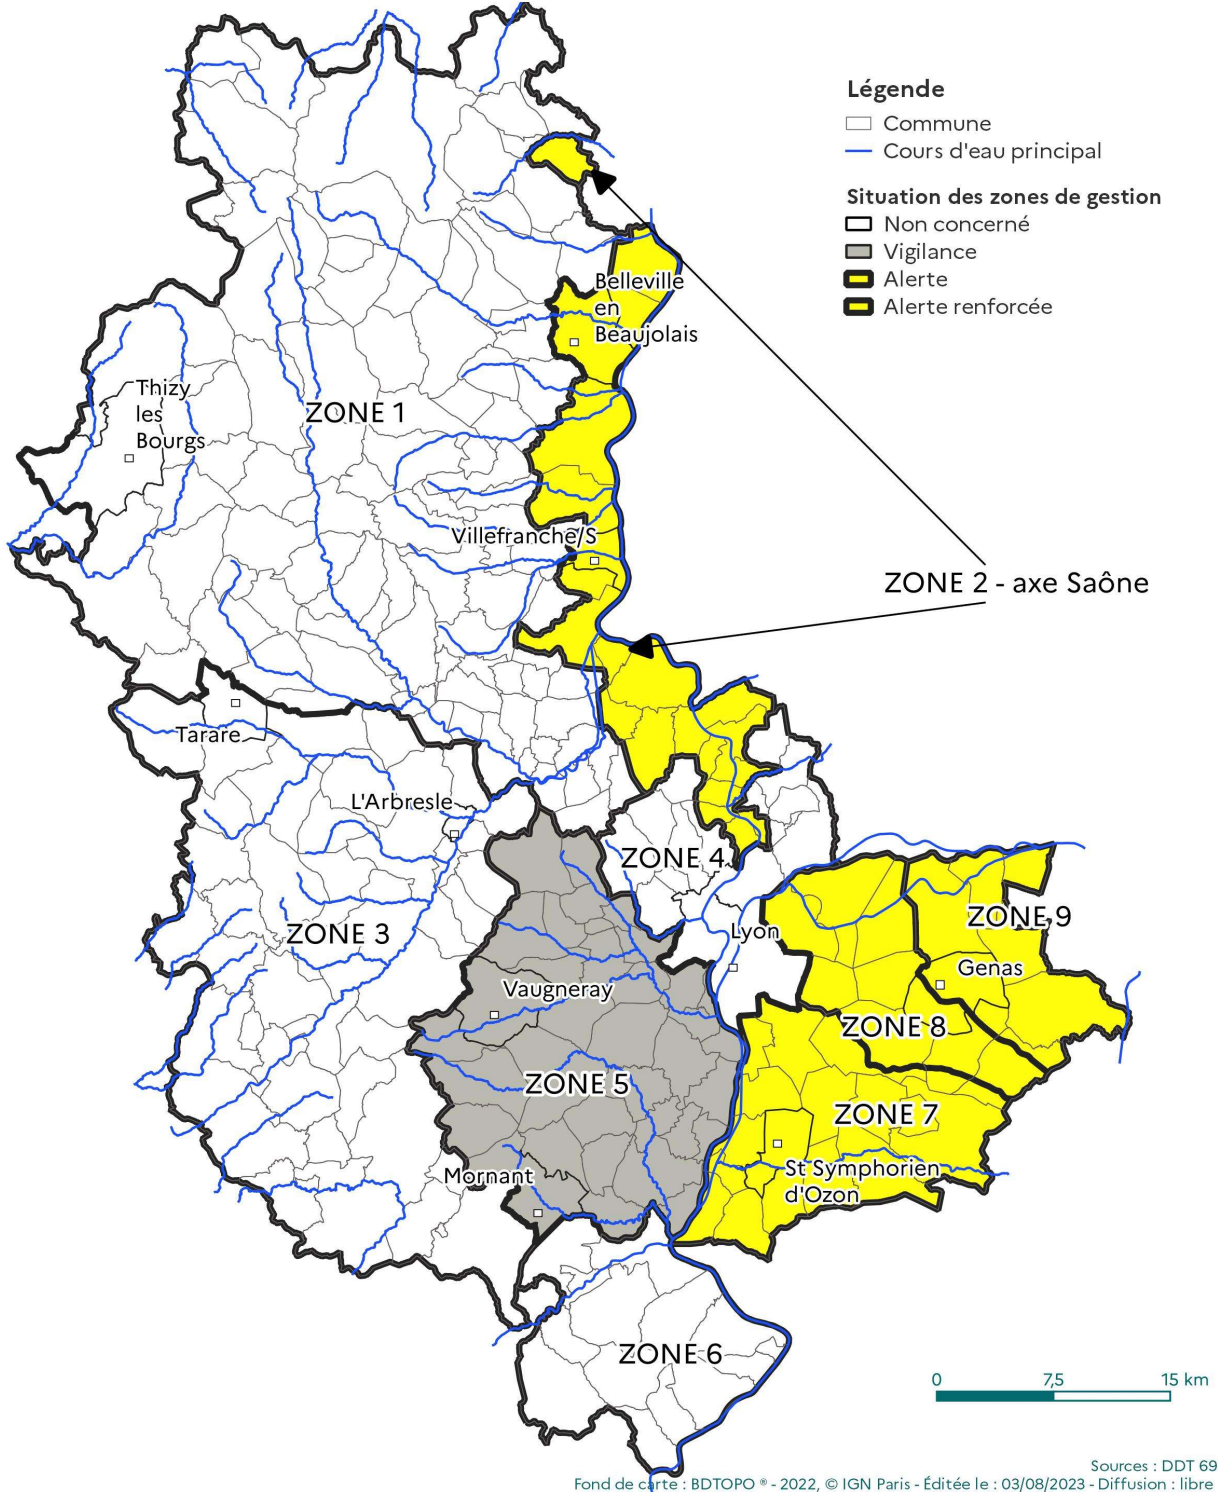 Légende
Commune
Cours d'eau principal
Situation des zones de gestion
Non concerné
Vigilance
Alerte
Alerte renforcée
Belleville
en
Beaujolais
Thizy
les
Bourgs
ZONE 1
Villefranche/S
ZONE 2 - axe Saône
Tarare
L'Arbresle
ZONE 4
ZONE 3
Lyon
ZONE 9
Genas
Vaugneray
ZONE 8
ZONE 5
ZONE 7
Mornant
St Symphorien
d'Ozon
ZONE 6
0 7,5 15 km
Sources : DDT 69
Fond de carte : BDTOPO ® - 2022, © IGN Paris - Éditée le : 03/08/2023 - Diffusion : libre